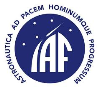 ASTRONAUTICA AD PACEM HOMINUMQUE PROGRESSUM
IAF